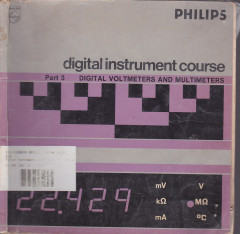 PHILIPS
digital instrument course
Part 3 DIGITAL VOLTMETERS AND MULTIMETERS
mV V
kΩ MΩ
mA °C
22.429